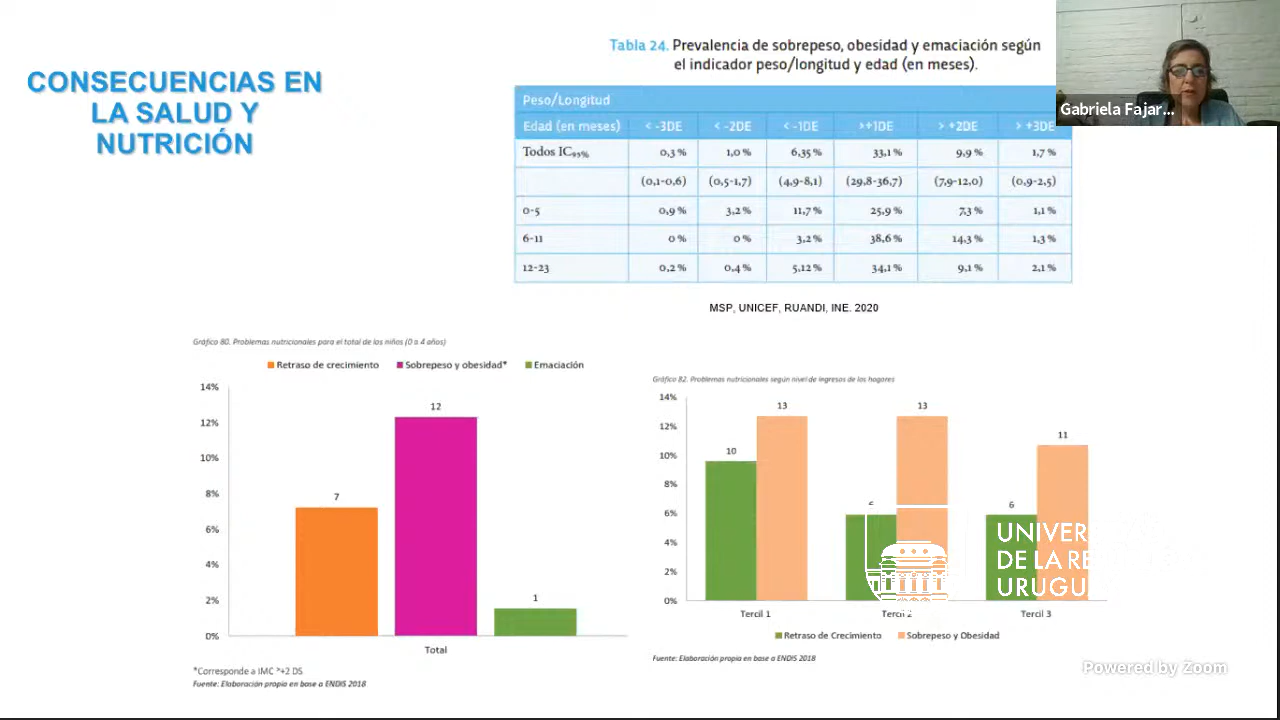 CONSECUENCIAS EN
LA SALUD Y
NUTRICIÓN
Tabla 24. Prevalencia de sobrepeso, obesidad y emaciación según
el indicador peso/longitud y edad (en meses).
Gabriela Fajar...
Peso/Longitud
Edad (en meses) < -3DE < -2DE < -1DE >+1DE > +2DE > +3DE
Todos IC95% 0,3 % 1,0 % 6,35 % 33,1 % 9,9 % 1,7 %
(0,1-0,6) (0,5-1,7) (4,9-8,1) (29,8-36,7) (7,9-12,0) (0,9-2,5)
0-5 0,9 % 3,2 % 11,7 % 25,9 % 7,3 % 1,1 %
6-11 0 % 0 % 3,2 % 38,6 % 14,3 % 1,3 %
12-23 0,2 % 0,4 % 5,12 % 34,1 % 9,1 % 2,1 %
MSP, UNICEF, RUANDI, INE. 2020
Gráfico 80. Problemas nutricionales para el total de los niños (0 a 4 años)
Retraso de crecimiento Sobrepeso y obesidad* Emaciación
14%
12%
10%
8%
6%
4%
2%
0%
7
12
1
Total
*Corresponde a IMC >+2 DS
Fuente: Elaboración propia en base a ENDIS 2018
Gráfico 82. Problemas nutricionales según nivel de ingresos de los hogares
14%
12%
10%
8%
6%
4%
2%
0%
10
13
13
6
11
Tercil 1 Tercil 2 Tercil 3
Retraso de Crecimiento Sobrepeso y Obesidad
Fuente: Elaboración propia en base a ENDIS 2018
UNIVER
DE LA RE
URUGU
Powered by Zoom